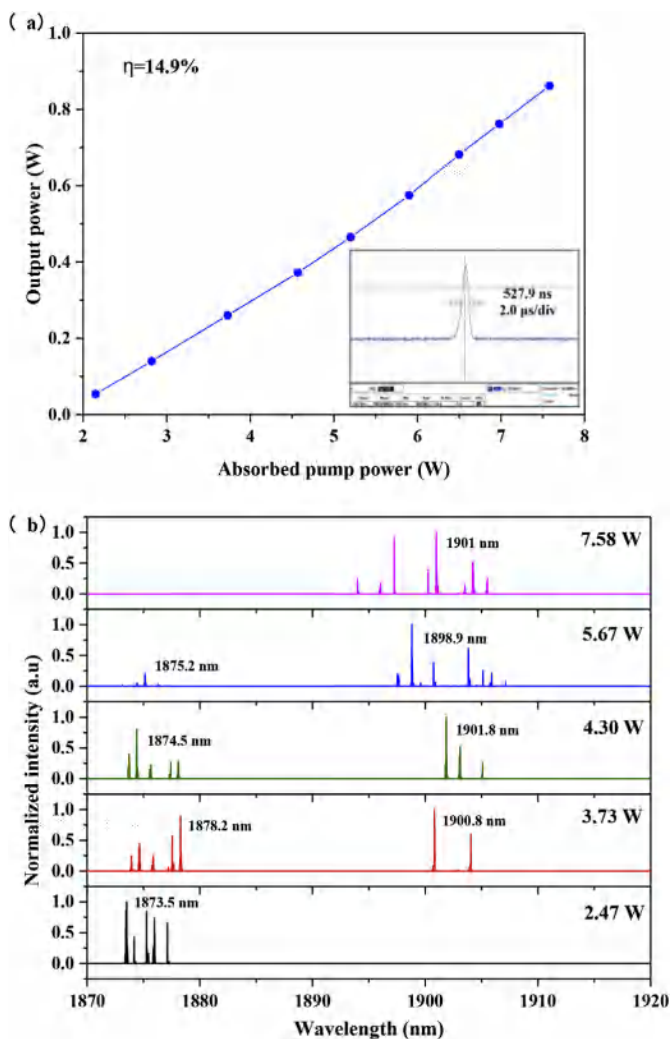 ( a)
1.0
η=14.9%
0.8
0.6
Output power (W)
0.4
527.9 ns
2.0 μs/div
0.2
0.0
2 3 4 5 6 7 8
Absorbed pump power (W)
( b)
1.0
1901 nm
7.58 W
0.5
0.0
1.0
1898.9 nm
5.67 W
0.5
1875.2 nm
0.0
1.0
1874.5 nm
1901.8 nm
4.30 W
0.5
0.0
1.0
1878.2 nm
1900.8 nm
3.73 W
0.5
0.0
1.0
1873.5 nm
2.47 W
0.5
0.0
Normalized intensity (a.u)
1870 1880 1890 1900 1910 1920
Wavelength (nm)